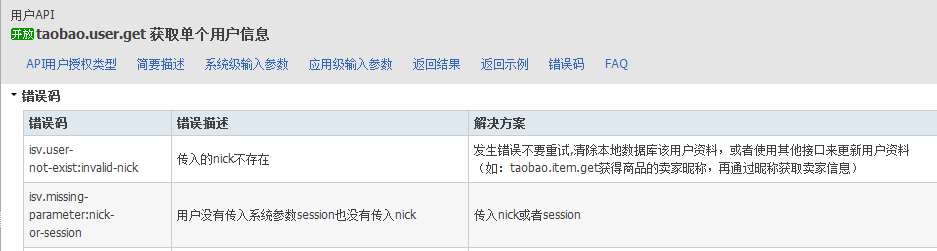 用户API
开放 taobao.user.get 获取单个用户信息
API用户授权类型 简要描述 系统级输入参数 应用级输入参数 返回结果 返回示例 错误码 FAQ
错误码
错误码 错误描述 解决方案
isv.user-
not-exist:invalid-nick
传入的nick不存在
发生错误不要重试,清除本地数据库该用户资料，或者使用其他接口来更新用户资料
（如：taobao.item.get获得商品的卖家昵称，再通过昵称获取卖家信息）
isv.missing-
parameter:nick-
or-session
用户没有传入系统参数session也没有传入nick
传入nick或者session